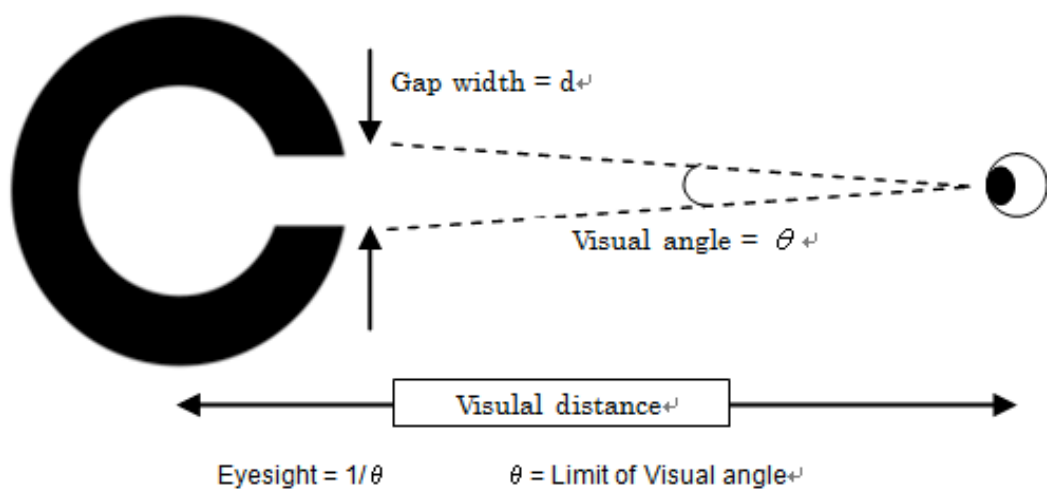 Gap width = d↵
Visual angle = θ ↵
Visulal distance↵
Eyesight = 1/θ
θ = Limit of Visual angle↵